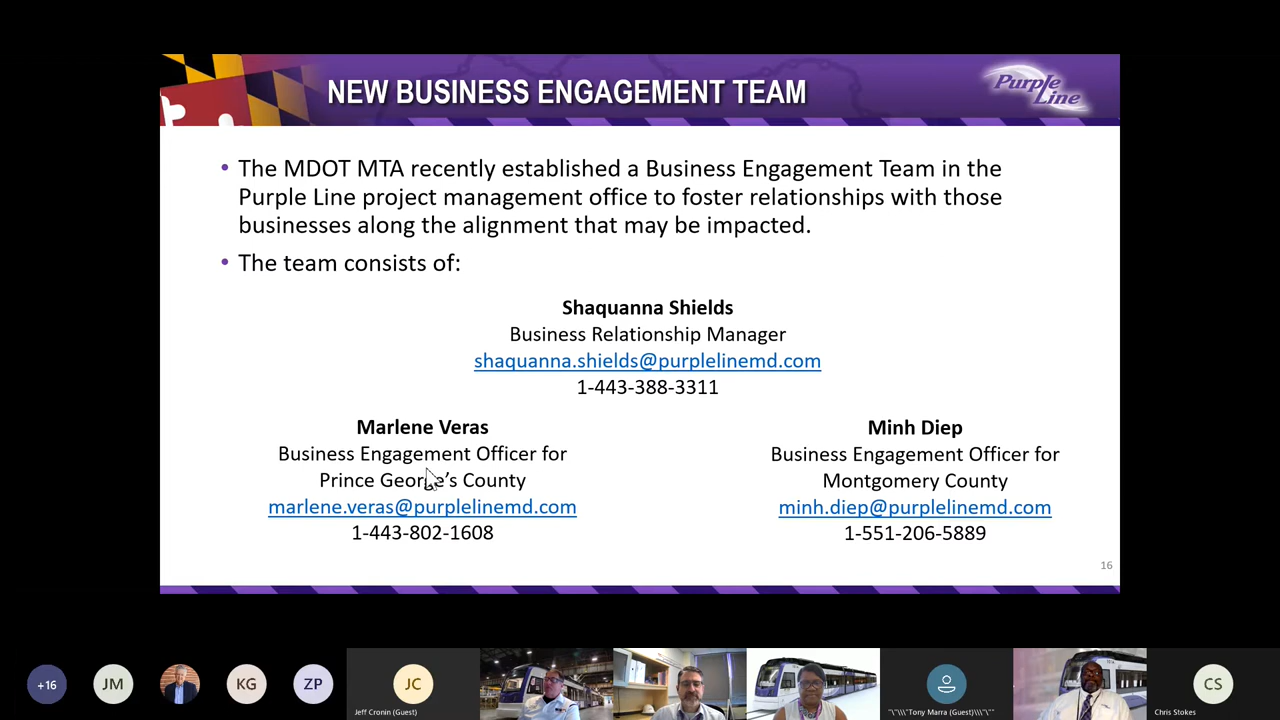 NEW BUSINESS ENGAGEMENT TEAM
Purple
Line
• The MDOT MTA recently established a Business Engagement Team in the
Purple Line project management office to foster relationships with those
businesses along the alignment that may be impacted.
• The team consists of:
Shaquanna Shields
Business Relationship Manager
shaquanna.shields@purplelinemd.com
1-443-388-3311
Marlene Veras
Business Engagement Officer for
Prince George's County
marlene.veras@purplelinemd.com
1-443-802-1608
Minh Diep
Business Engagement Officer for
Montgomery County
minh.diep@purplelinemd.com
1-551-206-5889
16
+16
JM
KG
ZP
JC
Jeff Cronin (Guest)
"\"\\\"Tony Marra (Guest)\\\"\""
CS
Chris Stokes